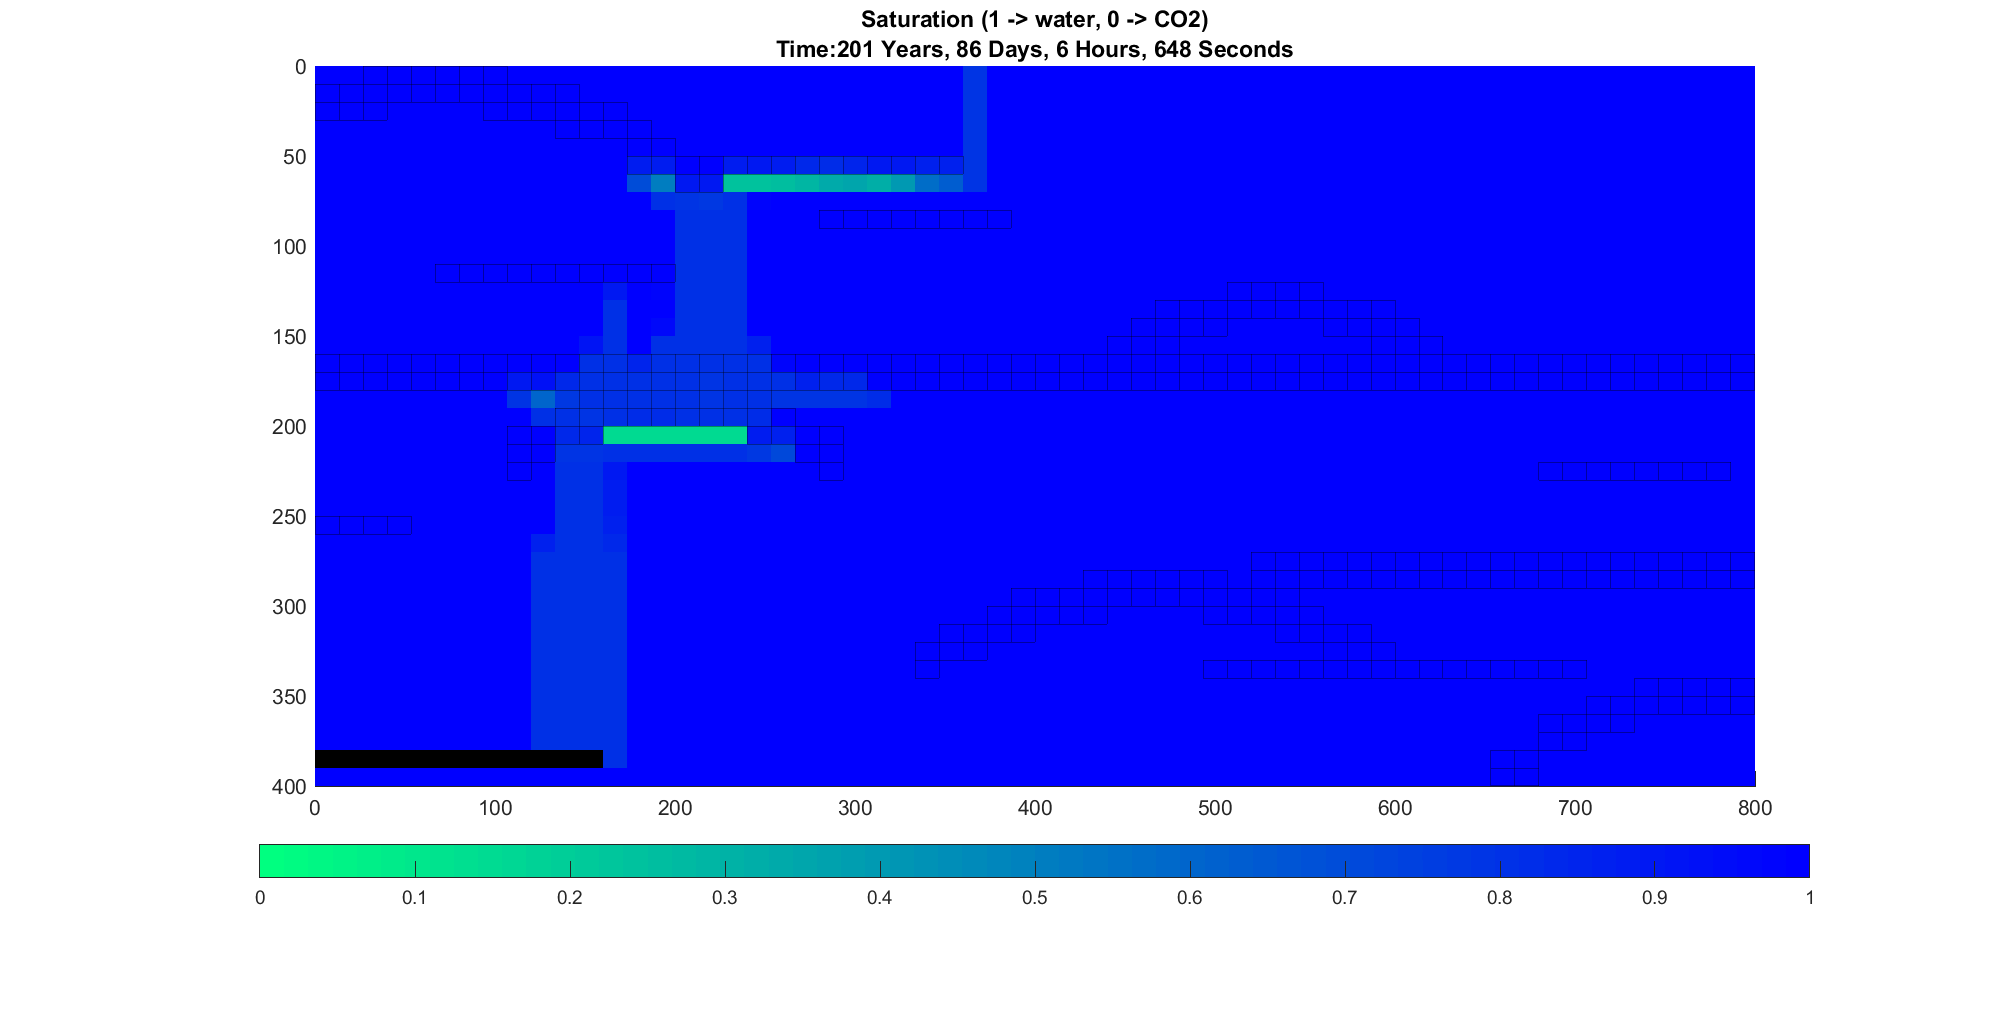 Saturation (1 -> water, 0 -> CO2)
Time:201 Years, 86 Days, 6 Hours, 648 Seconds
0
50
100
150
200
250
300
350
400
0 100 200 300 400 500 600 700 800
0 0.1 0.2 0.3 0.4 0.5 0.6 0.7 0.8 0.9 1